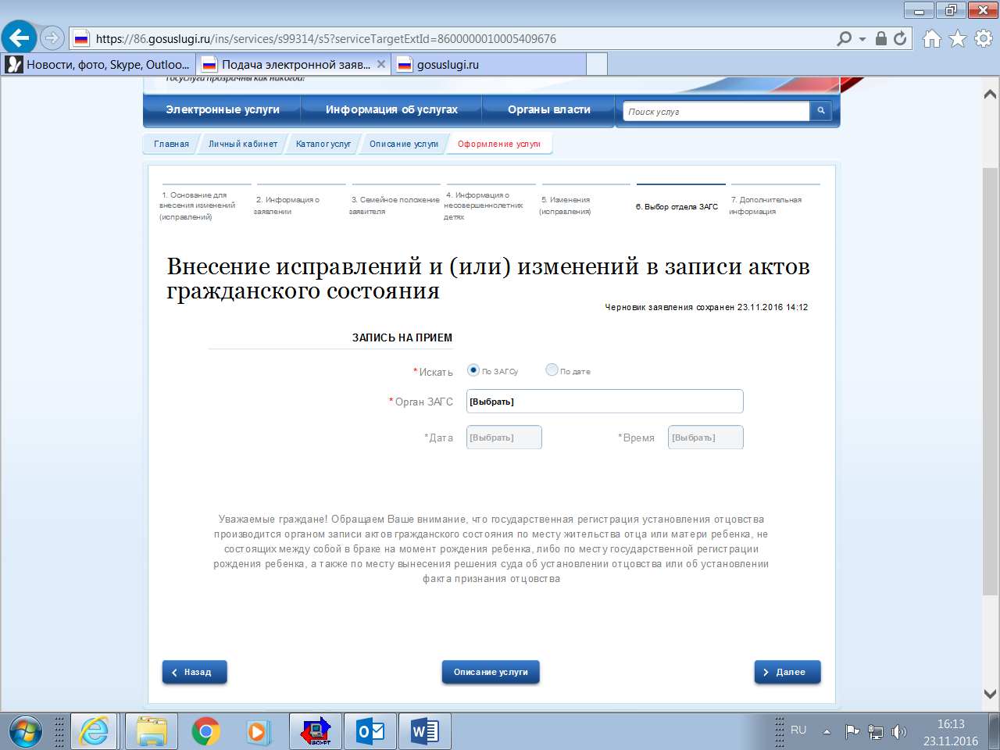 https://86.gosuslugi.ru/ins/services/s99314/s5?serviceTargetExtId=8600000010005409676
Новости, фото, Skype, Outloo...
Подача электронной заяв...
gosuslugi.ru
Госуслуги прозрачны как никогда!
Электронные услуги
Информация об услугах
Органы власти
Поиск услуг
Главная
Личный кабинет
Каталог услуг
Описание услуги
Оформление услуги
1. Основание для
внесения изменений
(исправлений)
2. Информация о
заявлении
3. Семейное положение
заявителя
4. Информация о
несовершеннолетних
детях
5. Изменения
(исправления)
6. Выбор отдела ЗАГС
7. Дополнительная
информация
Внесение исправлений и (или) изменений в записи актов
гражданского состояния
Черновик заявления сохранен 23.11.2016 14:12
ЗАПИСЬ НА ПРИЕМ
* Искать
По ЗАГСу
По дате
* Орган ЗАГС
[Выбрать]
*Дата
[Выбрать]
*Время
[Выбрать]
Уважаемые граждане! Обращаем Ваше внимание, что государственная регистрация установления отцовства
производится органом записи актов гражданского состояния по месту жительства отца или матери ребенка, не
состоящих между собой в браке на момент рождения ребенка, либо по месту государственной регистрации
рождения ребенка, а также по месту вынесения решения суда об установлении отцовства или об установлении
факта признания отцовства
Назад
Описание услуги
Далее
RU
16:13
23.11.2016